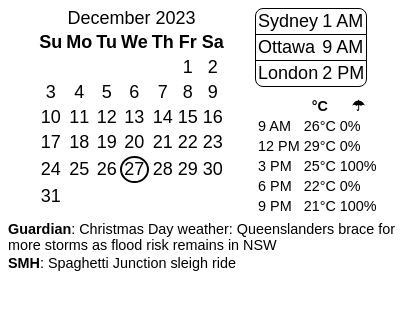 December 2023
Su Mo Tu We Th Fr Sa
1 2
3 4 5 6 7 8 9
10 11 12 13 14 15 16
17 18 19 20 21 22 23
24 25 26 27 28 29 30
31
Sydney 1 AM
Ottawa 9 AM
London 2 PM
°C ☂
9 AM 26°C 0%
12 PM 29°C 0%
3 PM 25°C 100%
6 PM 22°C 0%
9 PM 21°C 100%
Guardian: Christmas Day weather: Queenslanders brace for
more storms as flood risk remains in NSW
SMH: Spaghetti Junction sleigh ride